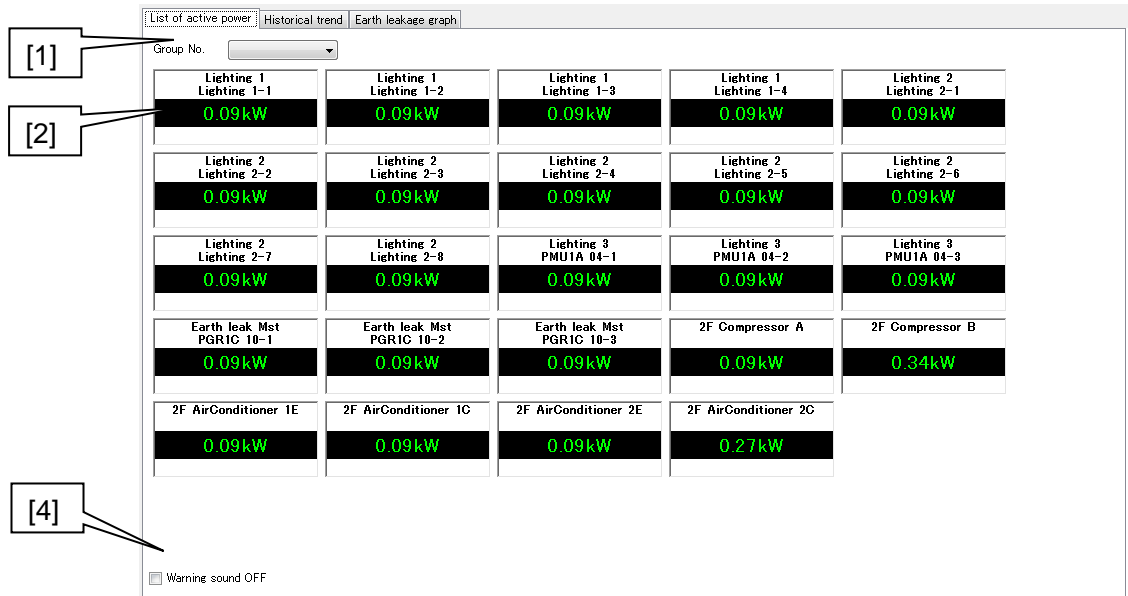 List of active power Historical trend Earth leakage graph
[1]
Group No.
Lighting 1 Lighting 1 Lighting 1 Lighting 1 Lighting 2
Lighting 1-1 Lighting 1-2 Lighting 1-3 Lighting 1-4 Lighting 2-1
[2]
0.09kW 0.09kW 0.09kW 0.09kW 0.09kW
Lighting 2 Lighting 2 Lighting 2 Lighting 2 Lighting 2
Lighting 2-2 Lighting 2-3 Lighting 2-4 Lighting 2-5 Lighting 2-6
0.09kW 0.09kW 0.09kW 0.09kW 0.09kW
Lighting 2 Lighting 2 Lighting 3 Lighting 3 Lighting 3
Lighting 2-7 Lighting 2-8 PMU1A 04-1 PMU1A 04-2 PMU1A 04-3
0.09kW 0.09kW 0.09kW 0.09kW 0.09kW
Earth leak Mst Earth leak Mst Earth leak Mst 2F Compressor A 2F Compressor B
PGR1C 10-1 PGR1C 10-2 PGR1C 10-3
0.09kW 0.09kW 0.09kW 0.09kW 0.34kW
2F AirConditioner 1E 2F AirConditioner 1C 2F AirConditioner 2E 2F AirConditioner 2C
0.09kW 0.09kW 0.09kW 0.27kW
[4]
Warning sound OFF